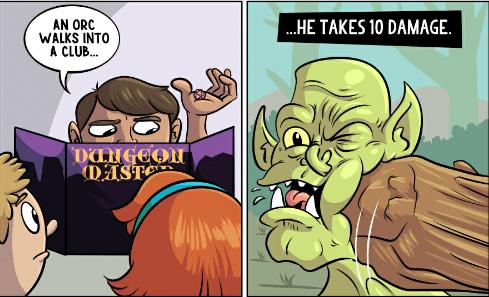 AN ORC
WALKS INTO
A CLUB...
DUNGEON
MASTER
...HE TAKES 10 DAMAGE.